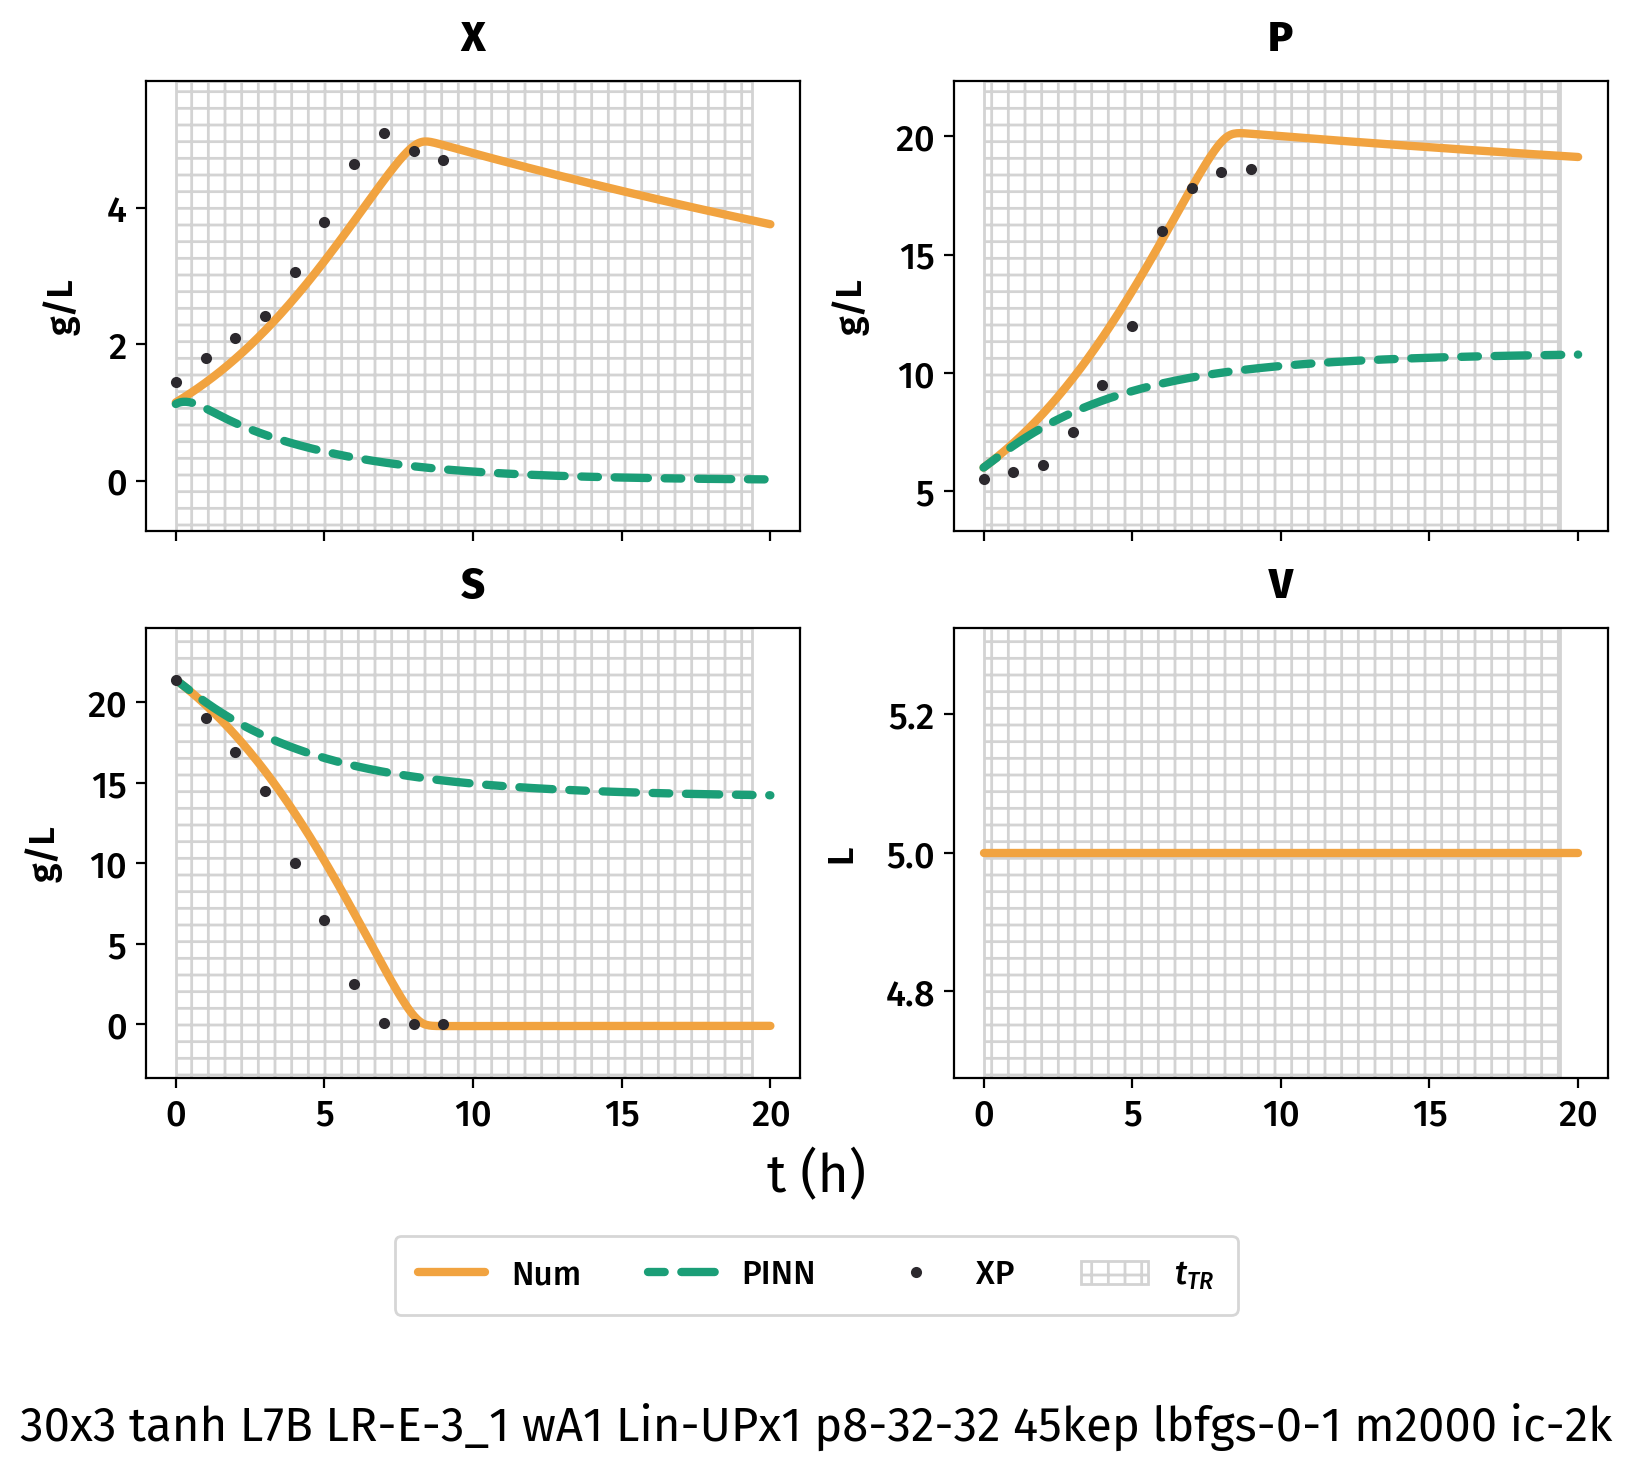 X
P
g/L
4
2
0
g/L
20
15
10
5
S
V
g/L
20
15
10
5
0
L
5.2
5.0
4.8
0 5 10 15 20
0 5 10 15 20
t (h)
Num PINN XP tTR
30x3 tanh L7B LR-E-3_1 wA1 Lin-UPx1 p8-32-32 45kep lbfgs-0-1 m2000 ic-2k